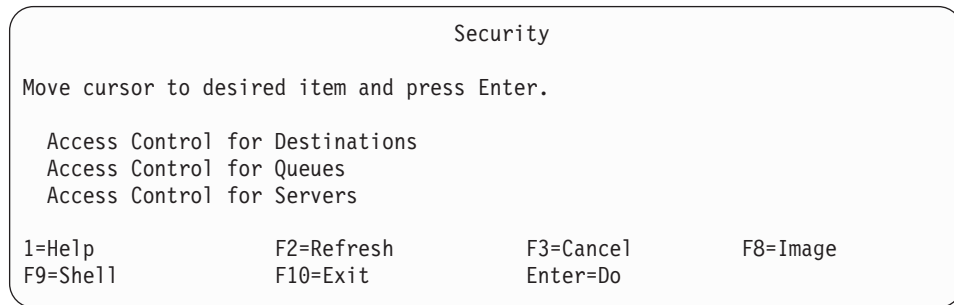 Security
Move cursor to desired item and press Enter.
Access Control for Destinations
Access Control for Queues
Access Control for Servers
1=Help F2=Refresh F3=Cancel F8=Image
F9=Shell F10=Exit Enter=Do